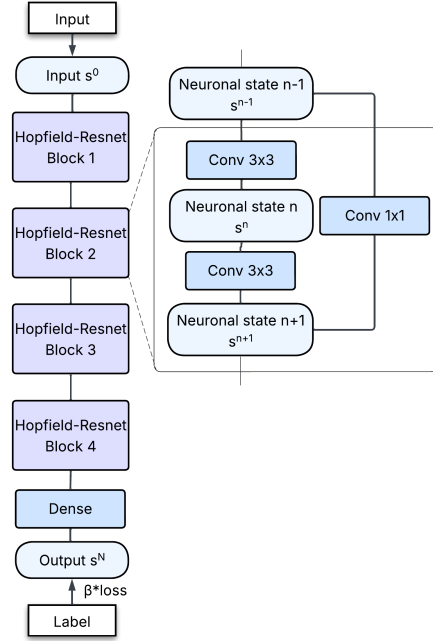 Input
Input s⁰
Hopfield-Resnet
Block 1
Hopfield-Resnet
Block 2
Hopfield-Resnet
Block 3
Hopfield-Resnet
Block 4
Dense
Output sᴺ
β*loss
Label
Neuronal state n-1
sⁿ⁻¹
Conv 3x3
Neuronal state n
sⁿ
Conv 3x3
Neuronal state n+1
sⁿ⁺¹
Conv 1x1